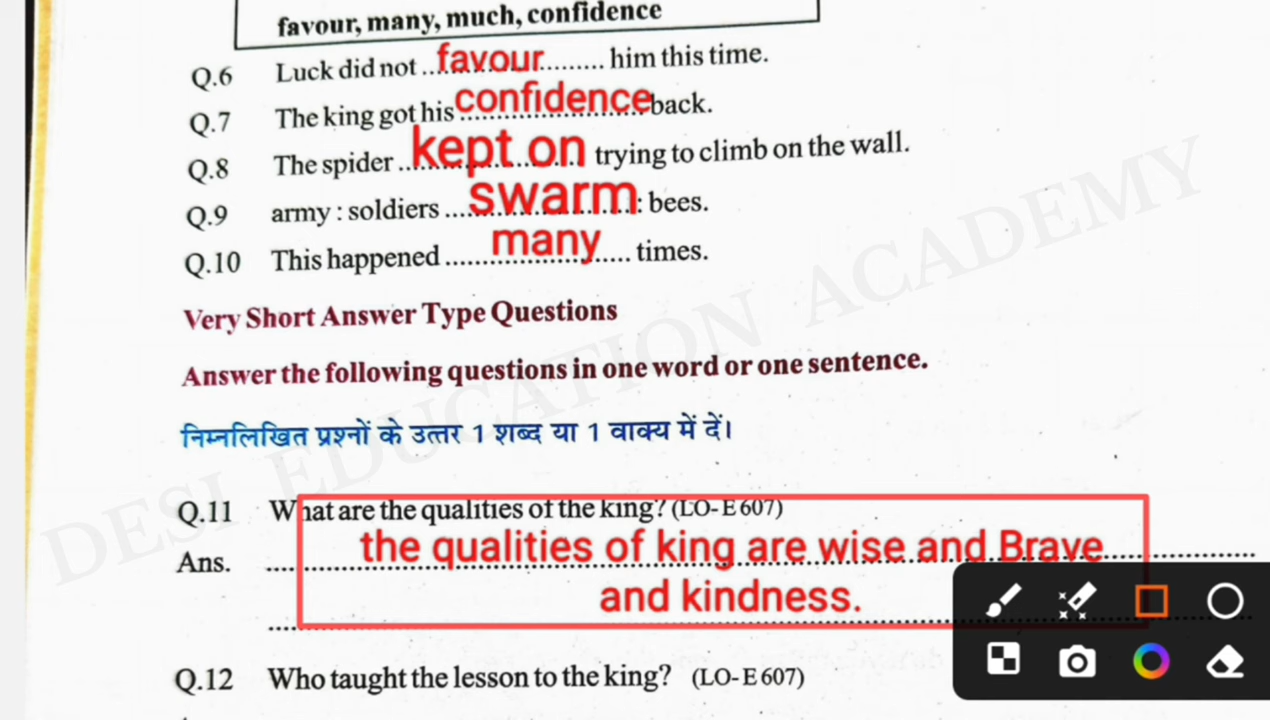 favour, many, much, confidence
Q.6 Luck did not ...favour......... him this time.
Q.7 The king got his confidence back.
Q.8 The spider ...kept on... trying to climb on the wall.
Q.9 army : soldiers ...swarm...: bees.
Q.10 This happened ......many...... times.
Very Short Answer Type Questions
Answer the following questions in one word or one sentence.
निम्नलिखित प्रश्नों के उत्तर 1 शब्द या 1 वाक्य में दें।
Q.11 What are the qualities of the king? (LO- E 607)
Ans. the qualities of king are wise and Brave
and kindness.
Q.12 Who taught the lesson to the king? (LO- E 607)
DESI EDUCATION ACADEMY